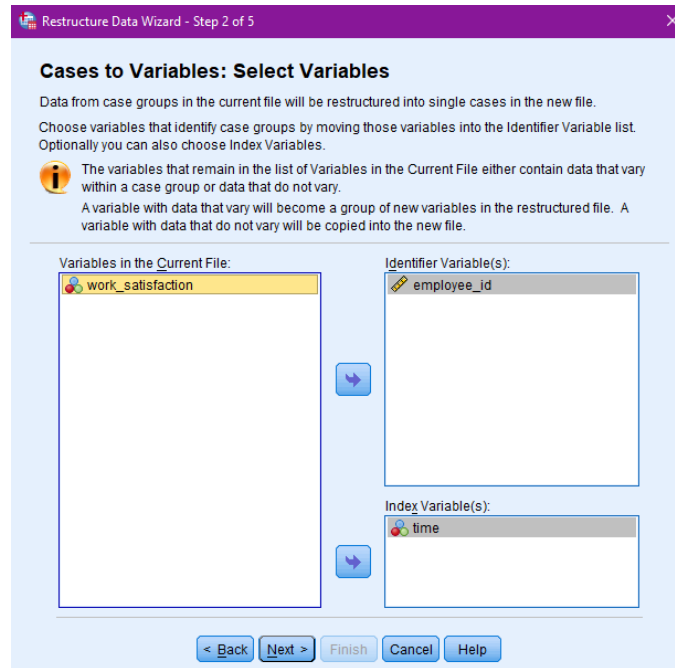 Restructure Data Wizard - Step 2 of 5
Cases to Variables: Select Variables
Data from case groups in the current file will be restructured into single cases in the new file.
Choose variables that identify case groups by moving those variables into the Identifier Variable list.
Optionally you can also choose Index Variables.
The variables that remain in the list of Variables in the Current File either contain data that vary
within a case group or data that do not vary.
A variable with data that vary will become a group of new variables in the restructured file. A
variable with data that do not vary will be copied into the new file.
Variables in the Current File:
work_satisfaction
Identifier Variable(s):
employee_id
Index Variable(s):
time
< Back Next > Finish Cancel Help